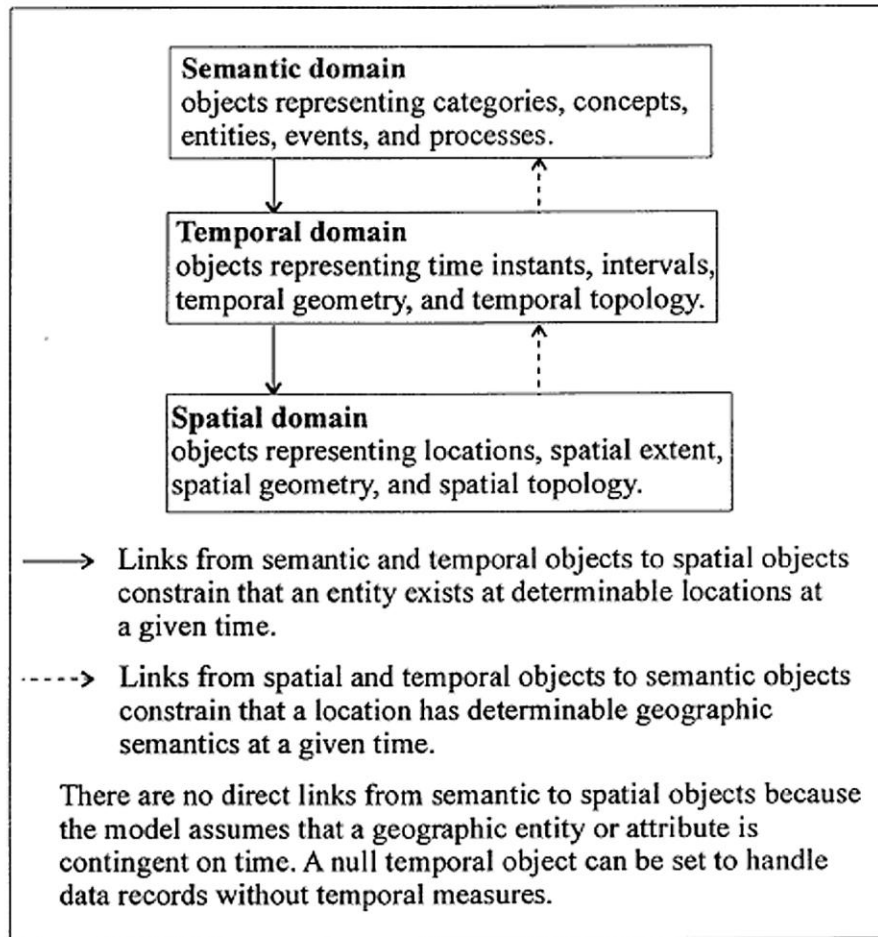 Semantic domain
objects representing categories, concepts,
entities, events, and processes.
Temporal domain
objects representing time instants, intervals,
temporal geometry, and temporal topology.
Spatial domain
objects representing locations, spatial extent,
spatial geometry, and spatial topology.
Links from semantic and temporal objects to spatial objects
constrain that an entity exists at determinable locations at
a given time.
Links from spatial and temporal objects to semantic objects
constrain that a location has determinable geographic
semantics at a given time.
There are no direct links from semantic to spatial objects because
the model assumes that a geographic entity or attribute is
contingent on time. A null temporal object can be set to handle
data records without temporal measures.